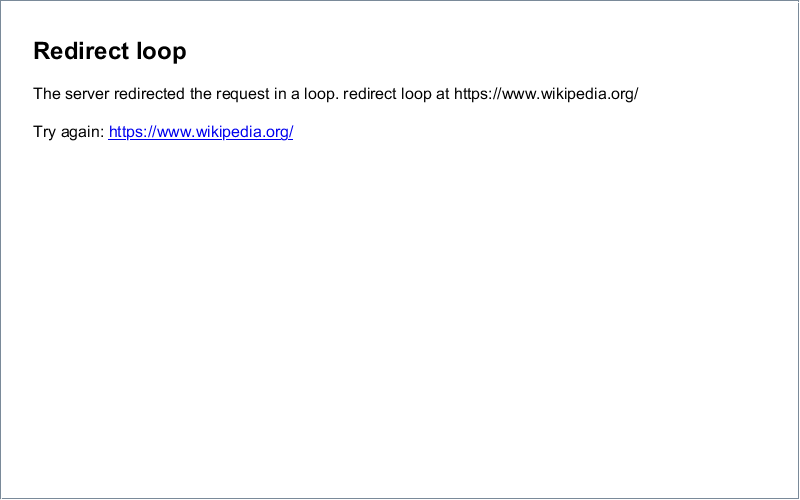 Redirect loop
The server redirected the request in a loop. redirect loop at https://www.wikipedia.org/
Try again: https://www.wikipedia.org/